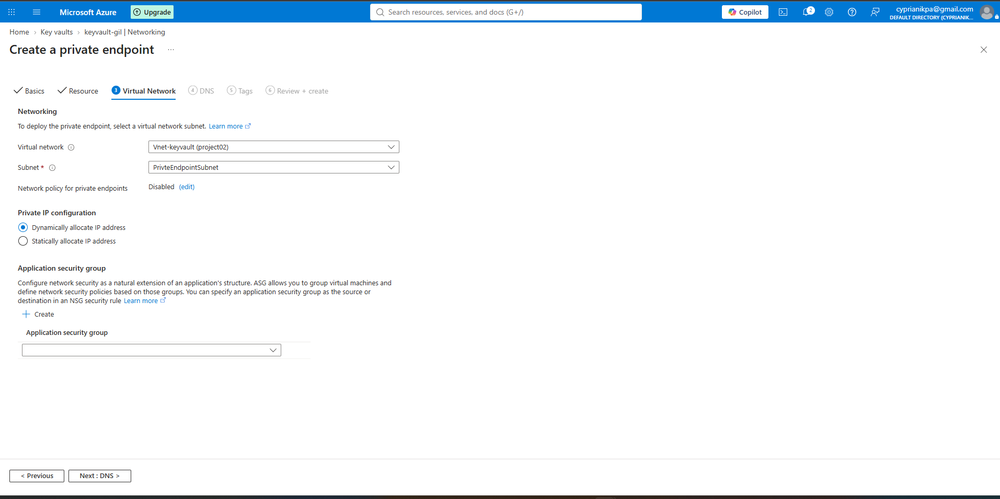 Microsoft Azure
Upgrade
Search resources, services, and docs (G+/)
Copilot
2
cyprianikpa@gmail.com
DEFAULT DIRECTORY (CYPRIANIK...
Home > Key vaults > keyvault-gil | Networking
Create a private endpoint ...
Basics
Resource
3 Virtual Network
4 DNS
5 Tags
6 Review + create
Networking
To deploy the private endpoint, select a virtual network subnet. Learn more
Virtual network
Vnet-keyvault (project02)
Subnet *
PrivteEndpointSubnet
Network policy for private endpoints
Disabled (edit)
Private IP configuration
Dynamically allocate IP address
Statically allocate IP address
Application security group
Configure network security as a natural extension of an application's structure. ASG allows you to group virtual machines and
define network security policies based on those groups. You can specify an application security group as the source or
destination in an NSG security rule Learn more
Create
Application security group
< Previous
Next : DNS >